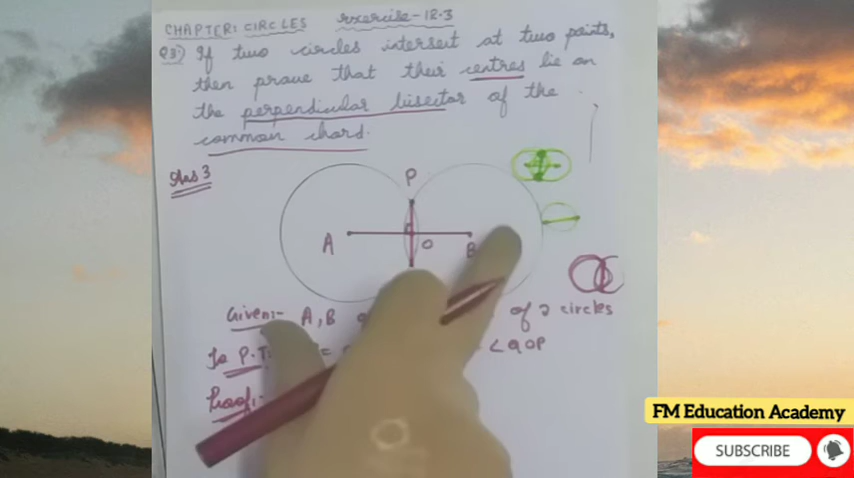 CHAPTER: CIRCLES Exercise-12.3
Q3:) If two circles intersect at two points,
then prove that their centres lie on
the perpendicular bisector of the
common chord.
Ans 3
P
A
O
B
Given:- A, B
of 2 circles
To P.T
=
<AOP
Proof:-
FM Education Academy
SUBSCRIBE